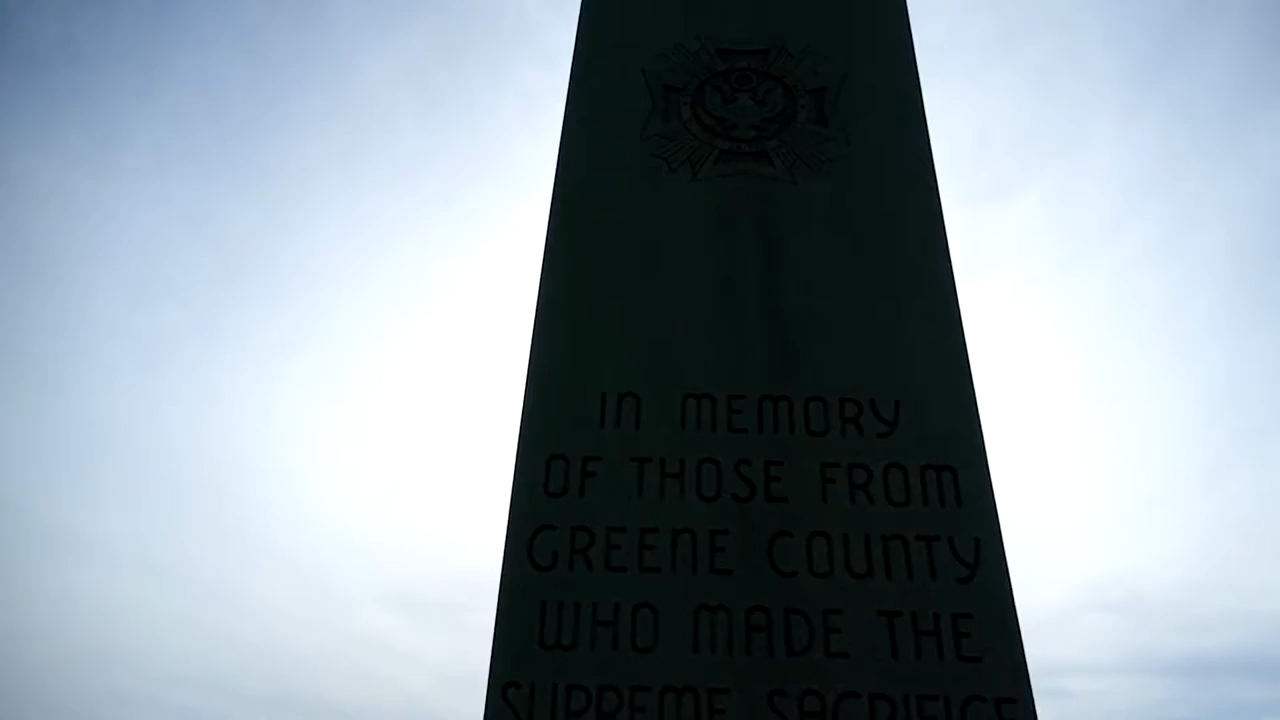 IN MEMORY
OF THOSE FROM
GREENE COUNTY
WHO MADE THE
SUPREME SACRIFICE